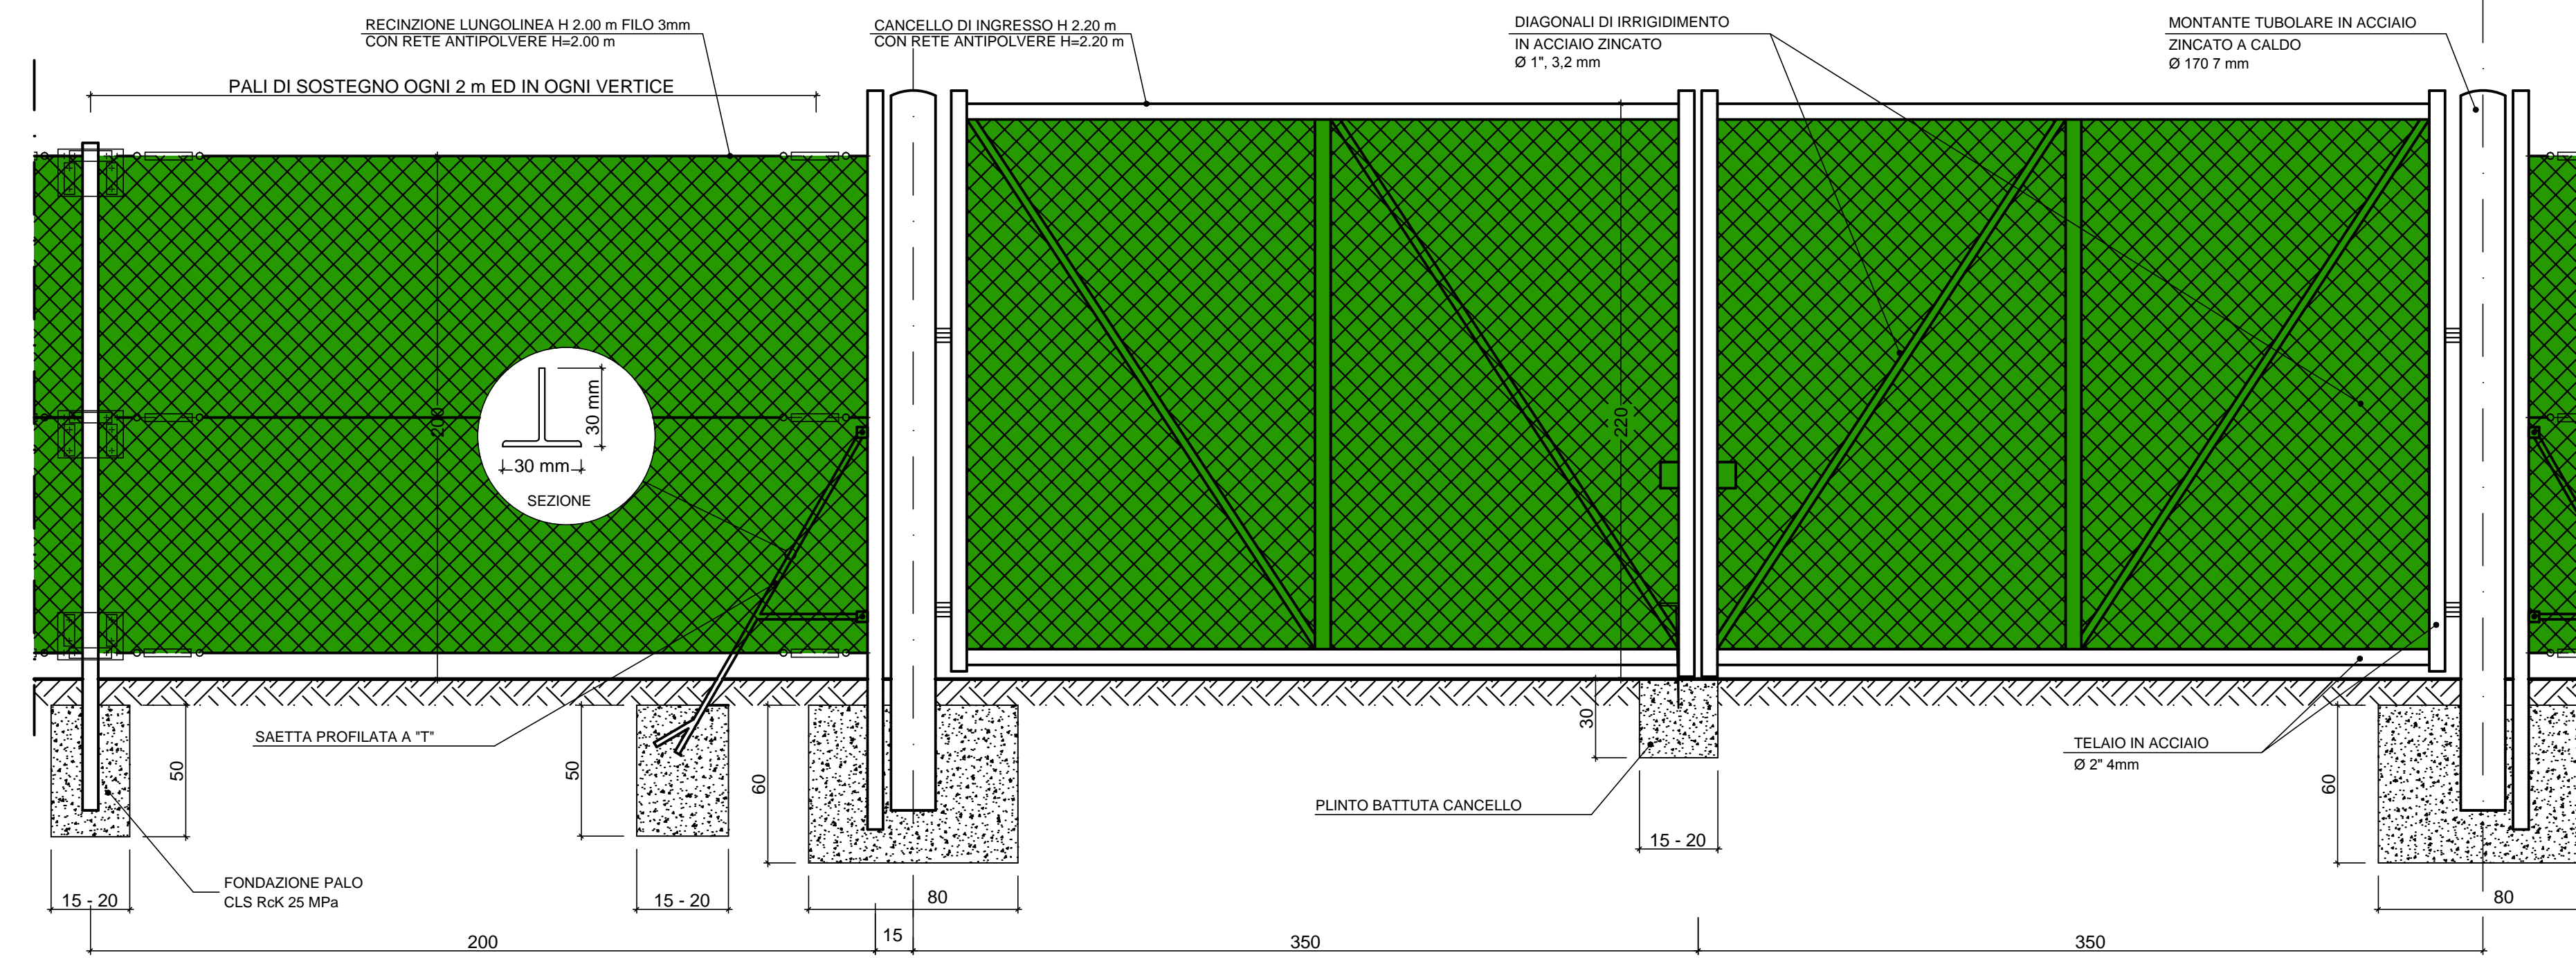 RECINZIONE LUNGOLINEA H 2.00 m FILO 3mm
CON RETE ANTIPOLVERE H=2.00 m
CANCELLO DI INGRESSO H 2.20 m
CON RETE ANTIPOLVERE H=2.20 m
DIAGONALI DI IRRIGIDIMENTO
IN ACCIAIO ZINCATO
Ø 1", 3,2 mm
MONTANTE TUBOLARE IN ACCIAIO
ZINCATO A CALDO
Ø 170 7 mm
PALI DI SOSTEGNO OGNI 2 m ED IN OGNI VERTICE
200
30 mm
30 mm
SEZIONE
220
SAETTA PROFILATA A "T"
50
50
60
30
60
TELAIO IN ACCIAIO
Ø 2" 4mm
PLINTO BATTUTA CANCELLO
15 - 20
FONDAZIONE PALO
CLS RcK 25 MPa
15 - 20
15 - 20
80
80
200
15
350
350